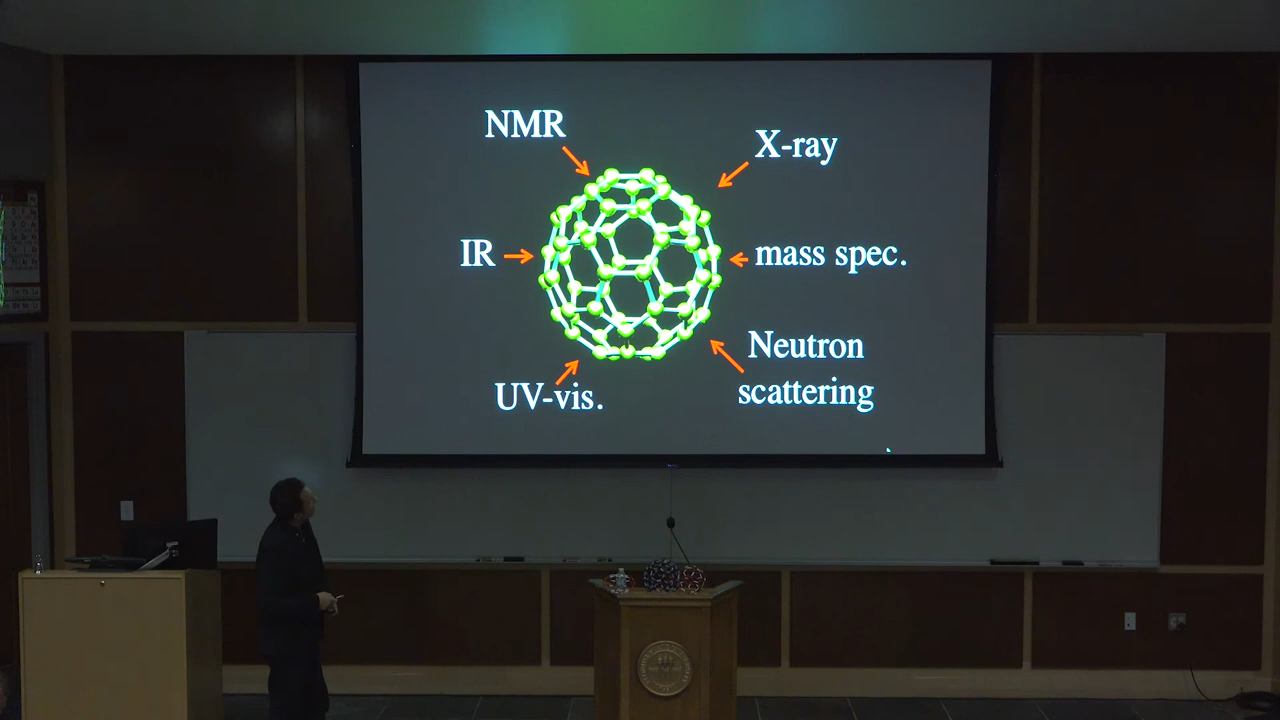 NMR
X-ray
IR
mass spec.
Neutron
scattering
UV-vis.